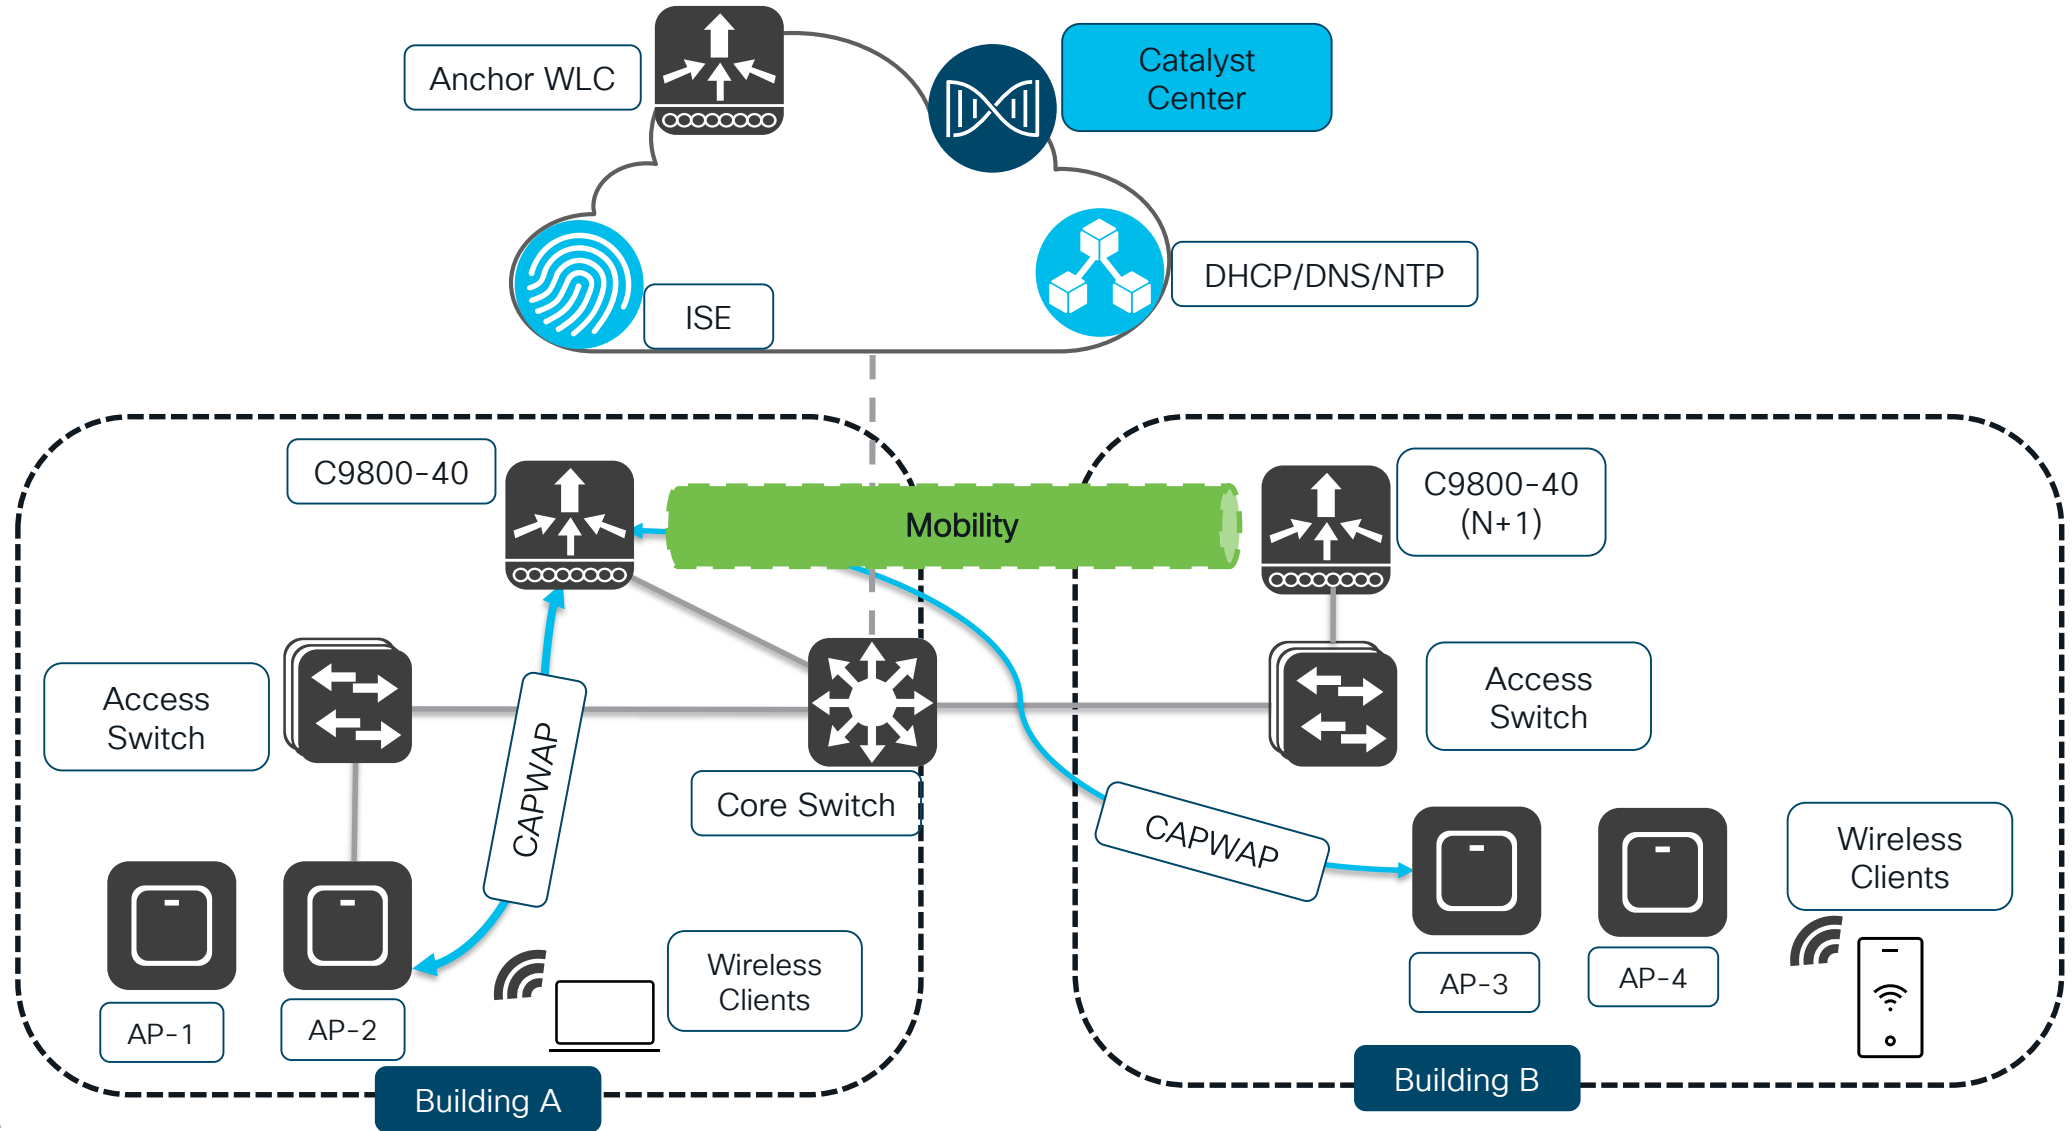 Anchor WLC
Catalyst
Center
DHCP/DNS/NTP
ISE
C9800-40
Mobility
C9800-40
(N+1)
Access
Switch
CAPWAP
Core Switch
Access
Switch
CAPWAP
Wireless
Clients
AP-1
AP-2
Wireless
Clients
AP-3
AP-4
Building A
Building B